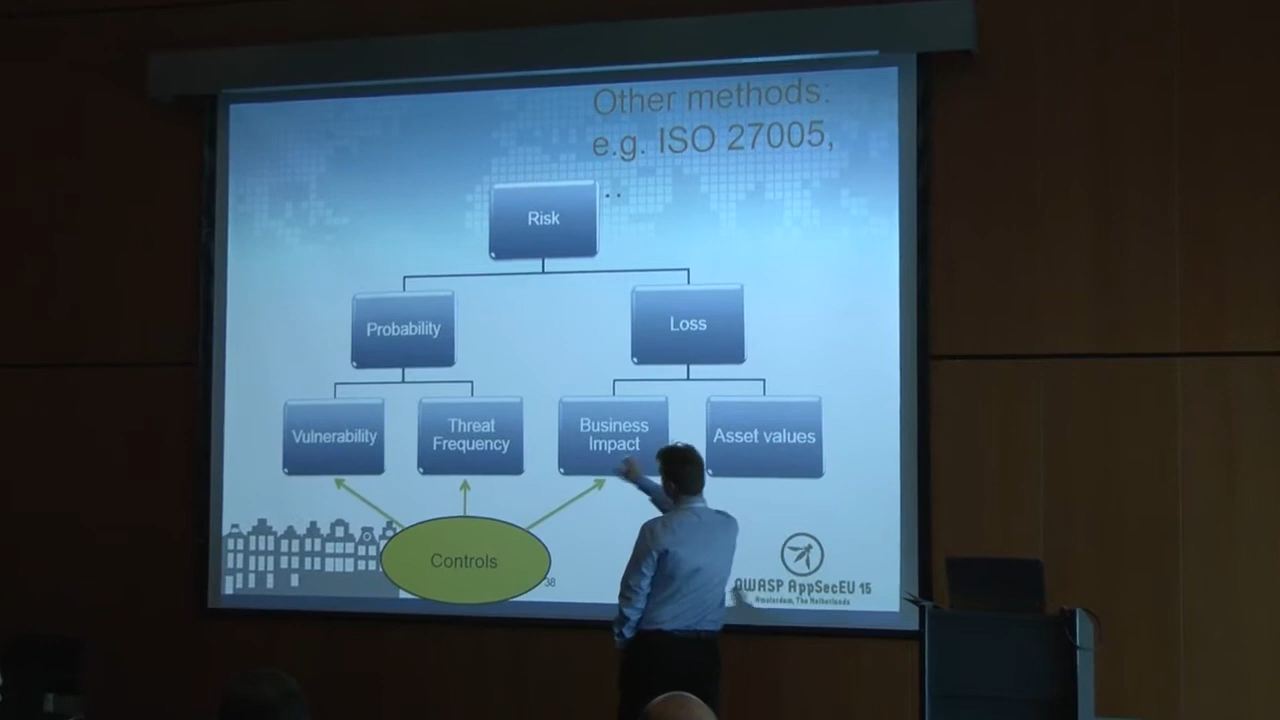 Other methods:
e.g. ISO 27005,
..
Risk
Probability
Loss
Vulnerability
Threat
Frequency
Business
Impact
Asset values
Controls
38
OWASP AppSecEU 15
Amsterdam, The Netherlands